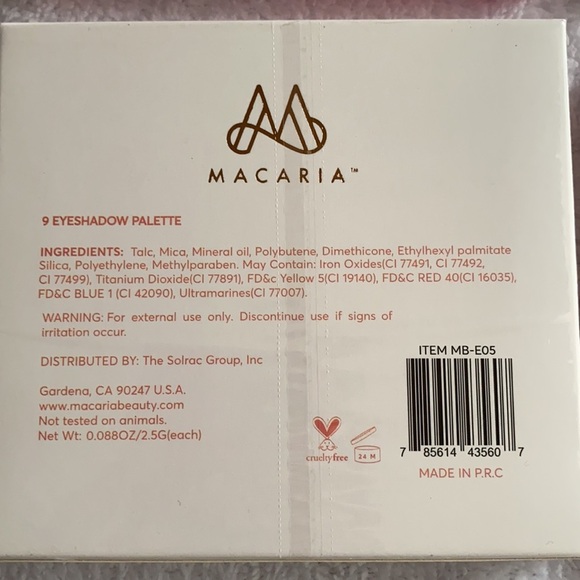 MACARIA™
9 EYESHADOW PALETTE
INGREDIENTS: Talc, Mica, Mineral oil, Polybutene, Dimethicone, Ethylhexyl palmitate
Silica, Polyethylene, Methylparaben. May Contain: Iron Oxides(CI 77491, CI 77492,
CI 77499), Titanium Dioxide(CI 77891), FD&c Yellow 5(CI 19140), FD&C RED 40(CI 16035),
FD&C BLUE 1 (CI 42090), Ultramarines(CI 77007).
WARNING: For external use only. Discontinue use if signs of
irritation occur.
DISTRIBUTED BY: The Solrac Group, Inc
Gardena, CA 90247 U.S.A.
www.macariabeauty.com
Not tested on animals.
Net Wt: 0.088OZ/2.5G(each)
crueltyfree
24 M
ITEM MB-E05
7 85614 43560 7
MADE IN P.R.C